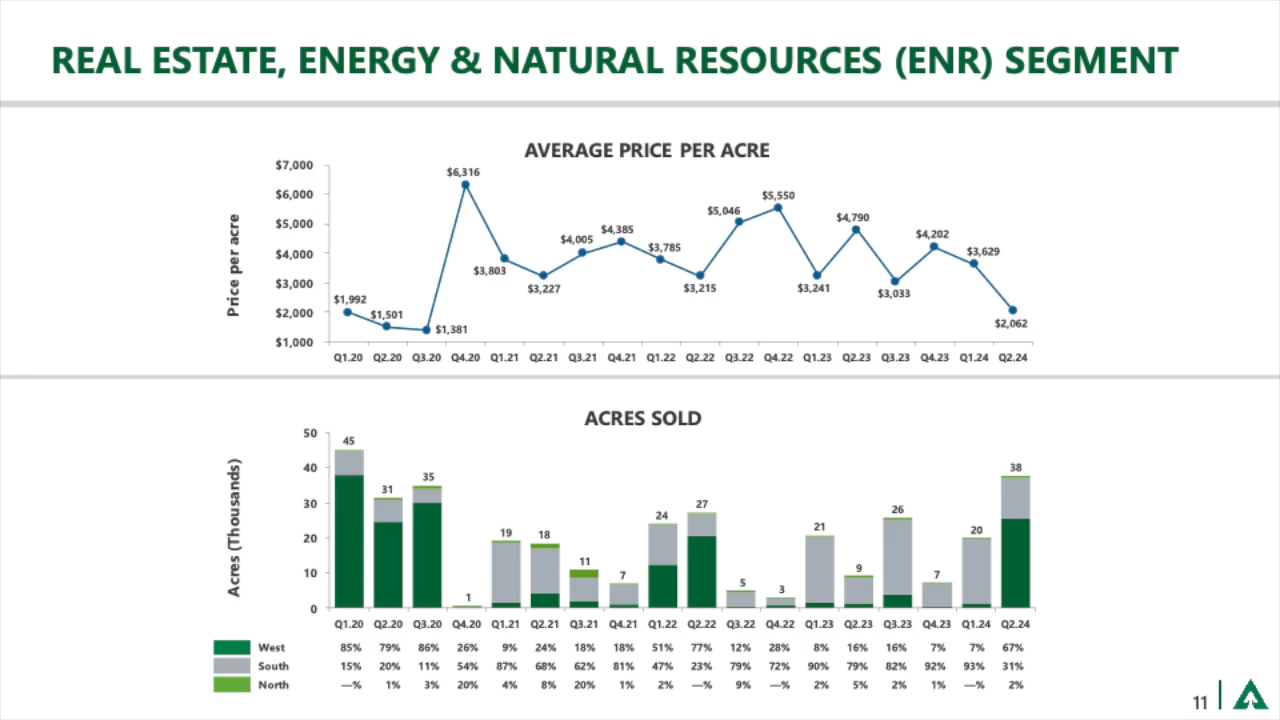 REAL ESTATE, ENERGY & NATURAL RESOURCES (ENR) SEGMENT
AVERAGE PRICE PER ACRE
Price per acre
$7,000
$6,000
$5,000
$4,000
$3,000
$2,000
$1,000
$1,992
$1,501
$1,381
$6,316
$3,803
$3,227
$4,005
$4,385
$3,785
$3,215
$5,046
$5,550
$3,241
$4,790
$3,033
$4,202
$3,629
$2,062
Q1.20 Q2.20 Q3.20 Q4.20 Q1.21 Q2.21 Q3.21 Q4.21 Q1.22 Q2.22 Q3.22 Q4.22 Q1.23 Q2.23 Q3.23 Q4.23 Q1.24 Q2.24
ACRES SOLD
Acres (Thousands)
50
40
30
20
10
0
45 31 35 1 19 18 11 7 24 27 5 3 21 9 26 7 20 38
Q1.20 Q2.20 Q3.20 Q4.20 Q1.21 Q2.21 Q3.21 Q4.21 Q1.22 Q2.22 Q3.22 Q4.22 Q1.23 Q2.23 Q3.23 Q4.23 Q1.24 Q2.24
West 85% 79% 86% 26% 9% 24% 18% 18% 51% 77% 12% 28% 8% 16% 16% 7% 7% 67%
South 15% 20% 11% 54% 87% 68% 62% 81% 47% 23% 79% 72% 90% 79% 82% 92% 93% 31%
North —% 1% 3% 20% 4% 8% 20% 1% 2% —% 9% —% 2% 5% 2% 1% —% 2%
11